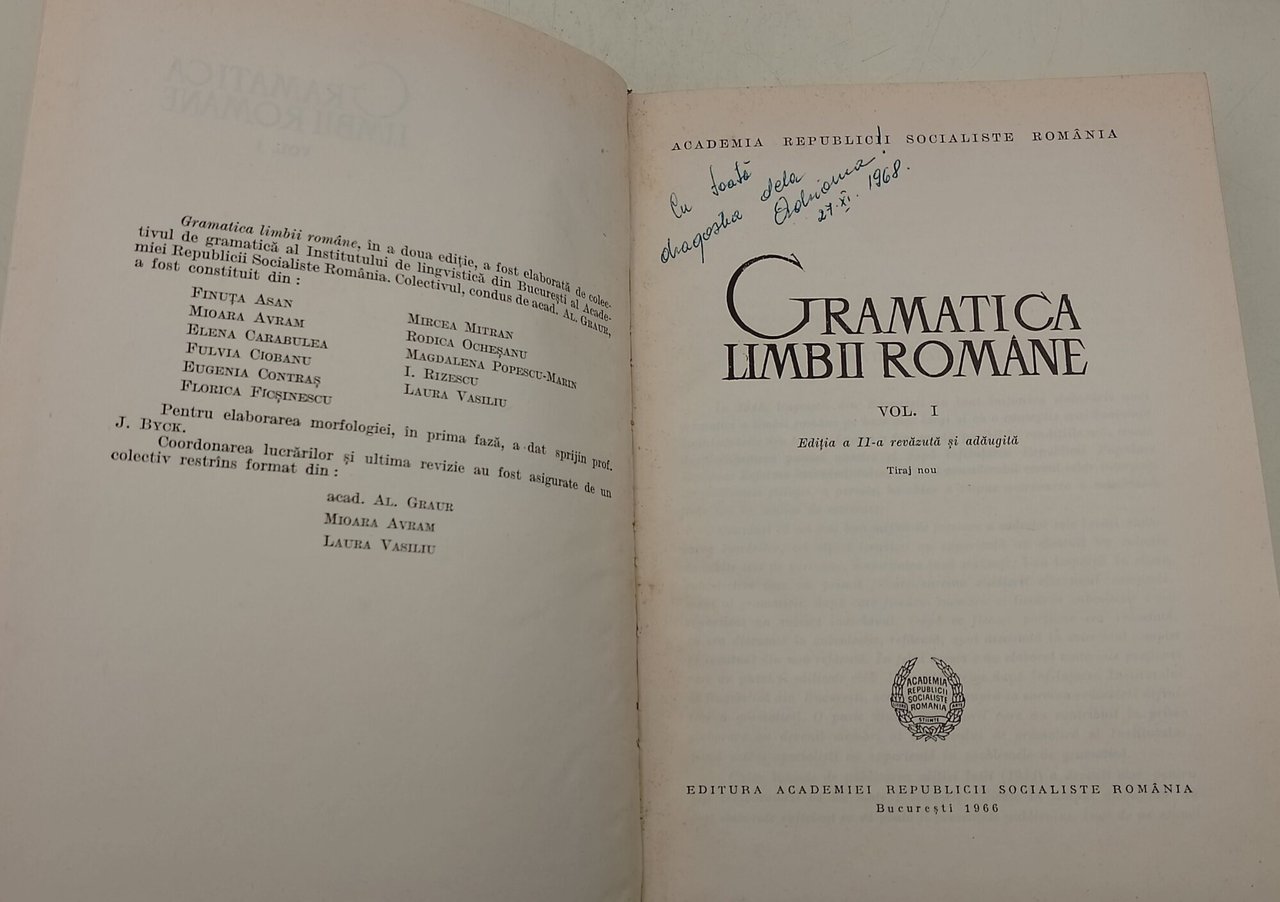 Gramatica limbii romîne, în a doua ediție, a fost elaborată de colec-
tivul de gramatică al Institutului de lingvistică din București al Acade-
miei Republicii Socialiste România. Colectivul, condus de acad. AL. GRAUR,
a fost constituit din :
FINUȚA ASAN
MIOARA AVRAM
ELENA CARABULEA
FULVIA CIOBANU
EUGENIA CONTRAȘ
FLORICA FICȘINESCU
MIRCEA MITRAN
RODICA OCHEȘANU
MAGDALENA POPESCU-MARIN
I. RIZESCU
LAURA VASILIU
Pentru elaborarea morfologiei, în prima fază, a dat sprijin prof.
J. BYCK.
Coordonarea lucrărilor și ultima revizie au fost asigurate de un
colectiv restrîns format din :
acad. AL. GRAUR
MIOARA AVRAM
LAURA VASILIU
ACADEMIA REPUBLICII SOCIALISTE ROMÂNIA
Cu toată
dragostea dela
Adriana!
27.XI.1968.
GRAMATICA
LIMBII ROMÂNE
VOL. I
Ediția a II-a revăzută și adăugită
Tiraj nou
ACADEMIA
REPUBLICII
SOCIALISTE
ROMANIA
LITERE
ARTE
ȘTIINȚE
EDITURA ACADEMIEI REPUBLICII SOCIALISTE ROMÂNIA
București 1966